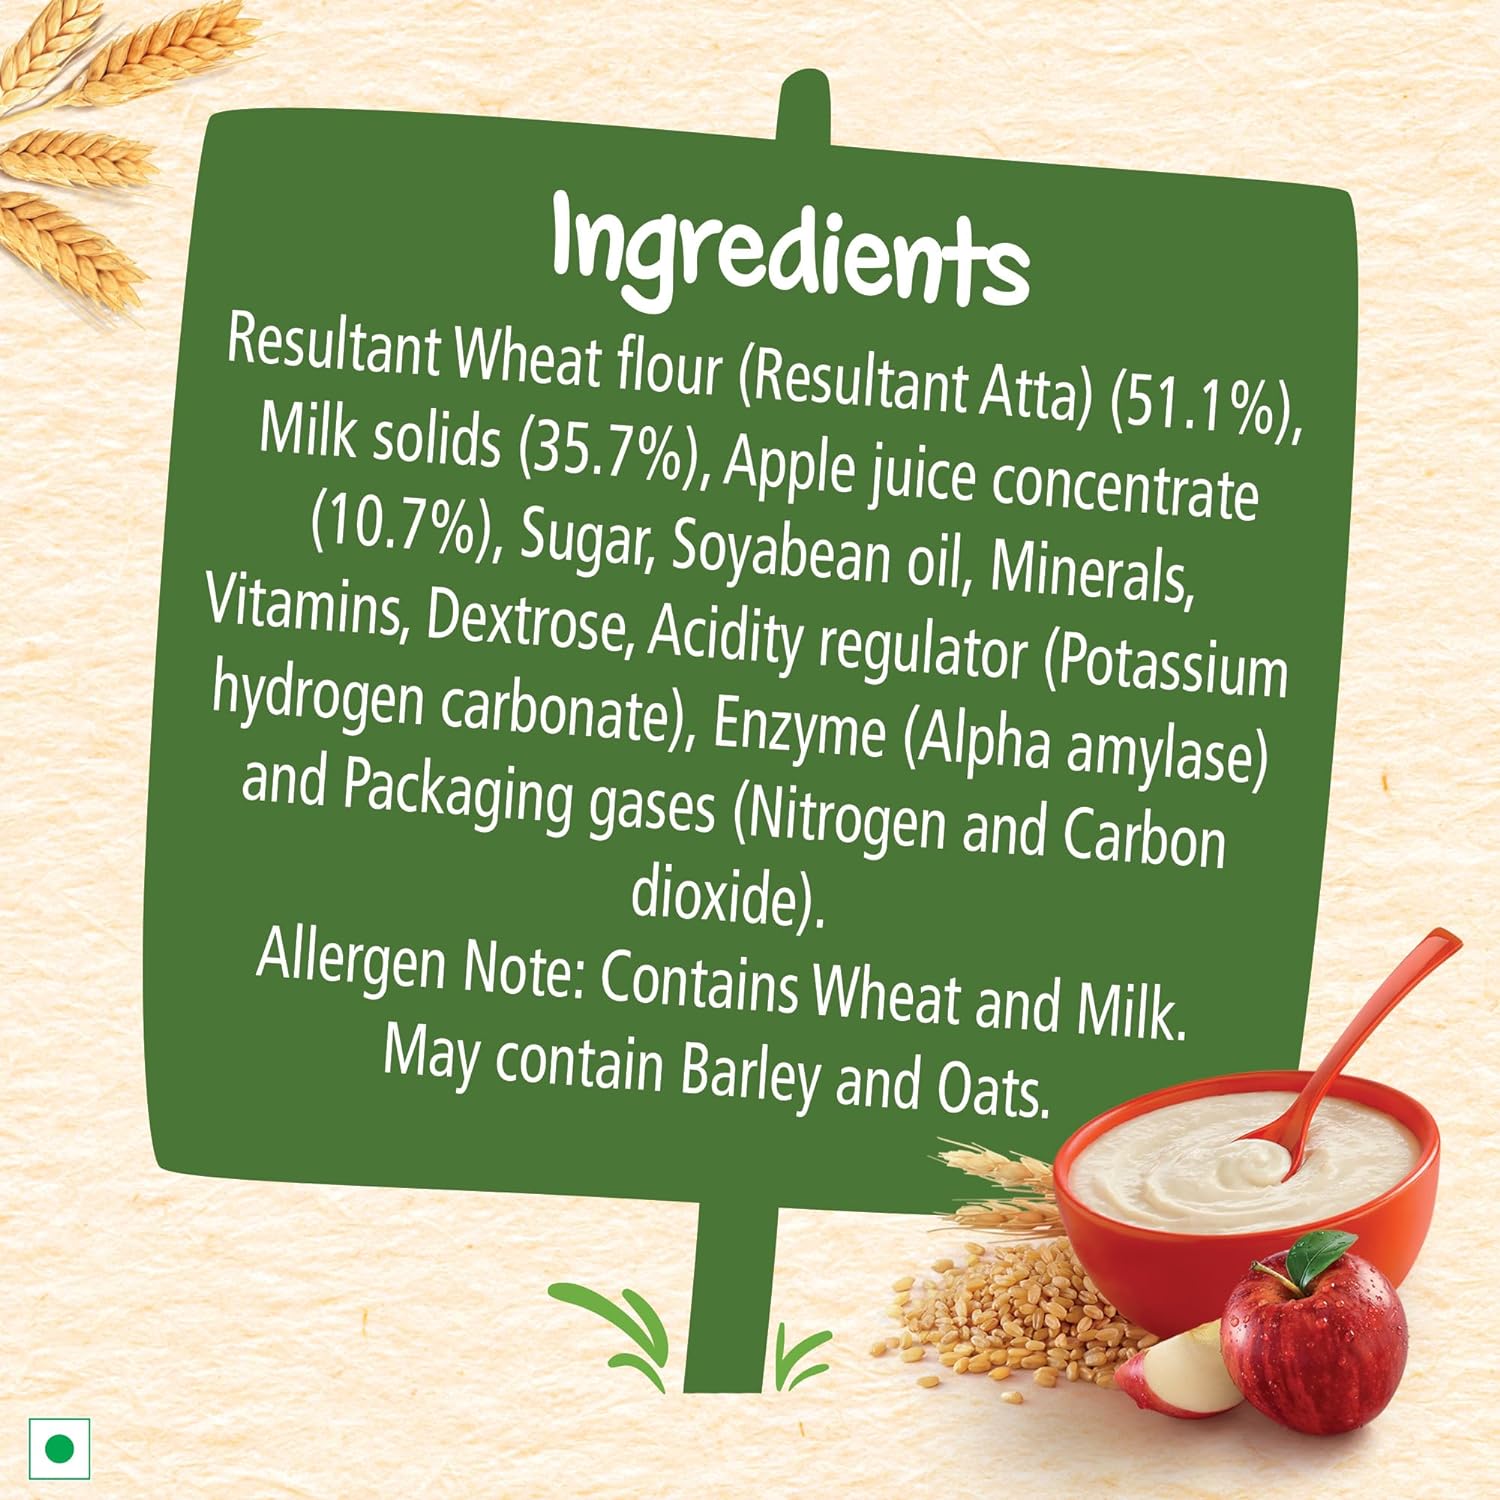 Ingredients
Resultant Wheat flour (Resultant Atta) (51.1%),
Milk solids (35.7%), Apple juice concentrate
(10.7%), Sugar, Soyabean oil, Minerals,
Vitamins, Dextrose, Acidity regulator (Potassium
hydrogen carbonate), Enzyme (Alpha amylase)
and Packaging gases (Nitrogen and Carbon
dioxide).
Allergen Note: Contains Wheat and Milk.
May contain Barley and Oats.